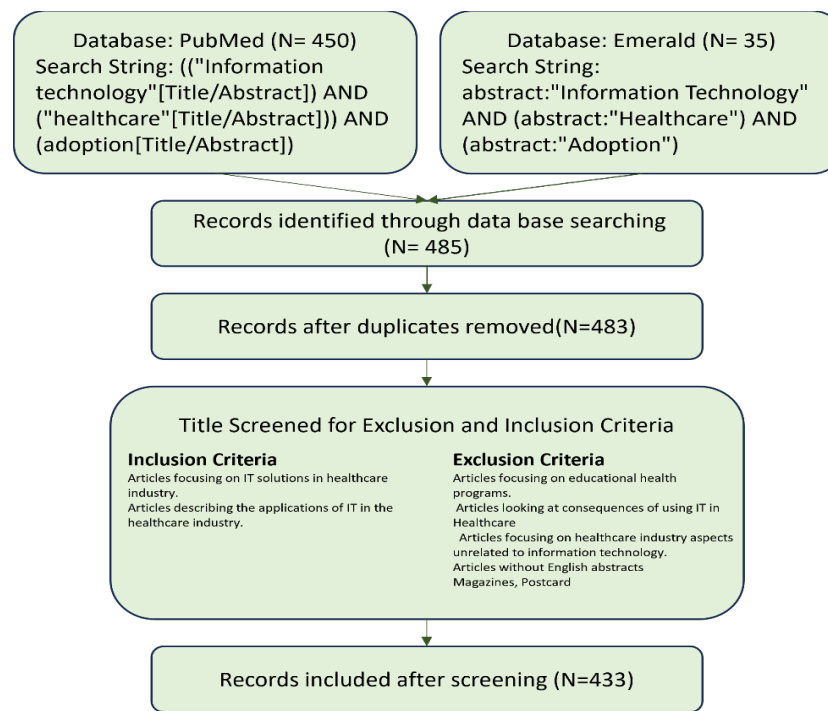 Database: PubMed (N= 450)
Search String: (("Information
technology"[Title/Abstract]) AND
("healthcare"[Title/Abstract])) AND
(adoption[Title/Abstract])
Database: Emerald (N= 35)
Search String:
abstract:"Information Technology"
AND (abstract:"Healthcare") AND
(abstract:"Adoption")
Records identified through data base searching
(N= 485)
Records after duplicates removed(N=483)
Title Screened for Exclusion and Inclusion Criteria
Inclusion Criteria
Articles focusing on IT solutions in healthcare
industry.
Articles describing the applications of IT in the
healthcare industry.
Exclusion Criteria
Articles focusing on educational health
programs.
Articles looking at consequences of using IT in
Healthcare
Articles focusing on healthcare industry aspects
unrelated to information technology.
Articles without English abstracts
Magazines, Postcard
Records included after screening (N=433)